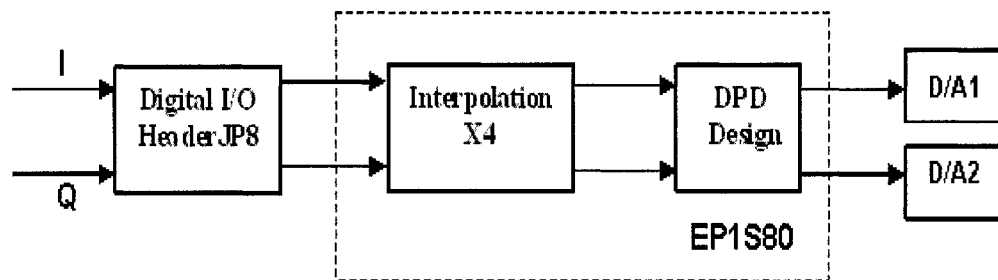 I
Q
Digital I/O
Header JP8
Interpolation
X4
DPD
Design
EP1S80
D/A1
D/A2